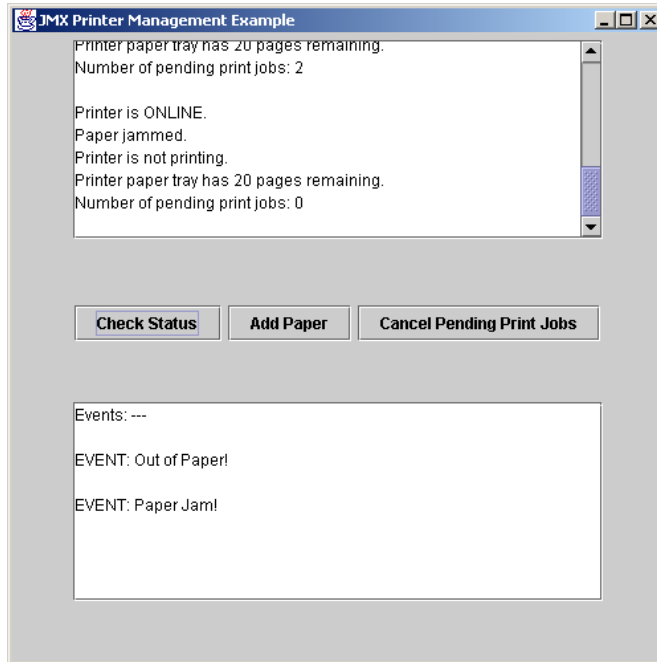 JMX Printer Management Example
Printer paper tray has 20 pages remaining.
Number of pending print jobs: 2
Printer is ONLINE.
Paper jammed.
Printer is not printing.
Printer paper tray has 20 pages remaining.
Number of pending print jobs: 0
Check Status Add Paper Cancel Pending Print Jobs
Events: ---
EVENT: Out of Paper!
EVENT: Paper Jam!